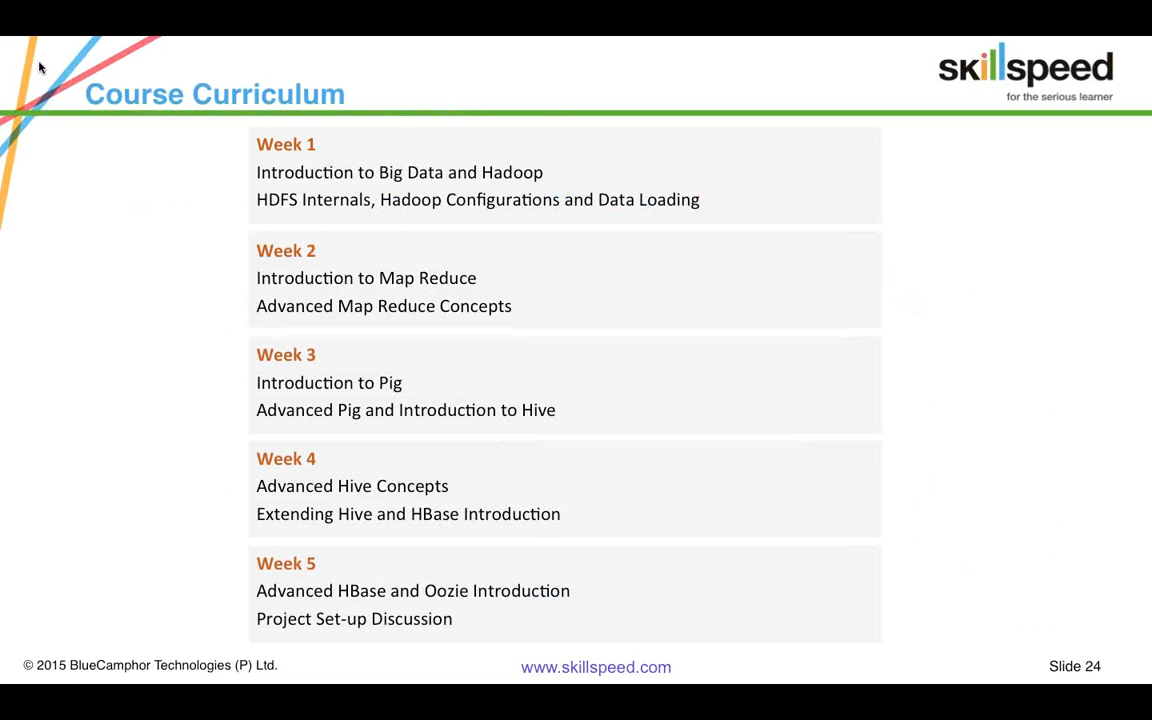 Course Curriculum
skillspeed
for the serious learner
Week 1
Introduction to Big Data and Hadoop
HDFS Internals, Hadoop Configurations and Data Loading
Week 2
Introduction to Map Reduce
Advanced Map Reduce Concepts
Week 3
Introduction to Pig
Advanced Pig and Introduction to Hive
Week 4
Advanced Hive Concepts
Extending Hive and HBase Introduction
Week 5
Advanced HBase and Oozie Introduction
Project Set-up Discussion
© 2015 BlueCamphor Technologies (P) Ltd.
www.skillspeed.com
Slide 24